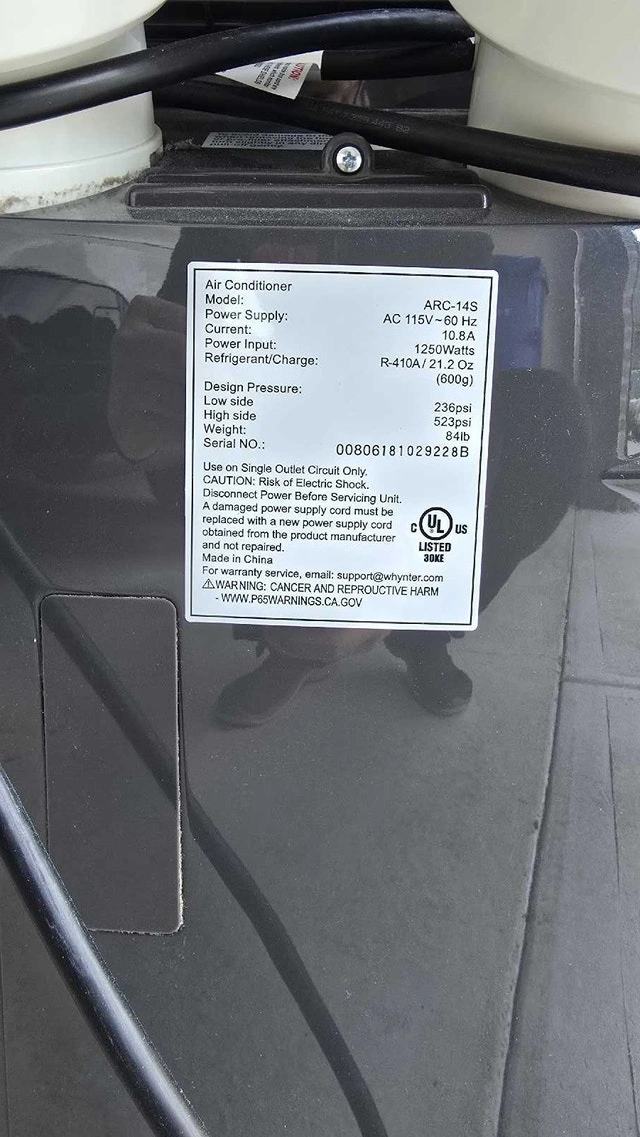 CAUTION:
443 02
Air Conditioner
Model: ARC-14S
Power Supply: AC 115V~60 Hz
Current: 10.8A
Power Input: 1250Watts
Refrigerant/Charge: R-410A / 21.2 Oz
(600g)
Design Pressure:
Low side 236psi
High side 523psi
Weight: 84lb
Serial NO.: 00806181029228B
Use on Single Outlet Circuit Only.
CAUTION: Risk of Electric Shock.
Disconnect Power Before Servicing Unit.
A damaged power supply cord must be
replaced with a new power supply cord
obtained from the product manufacturer
and not repaired.
Made in China
C UL US
LISTED
30KE
For warranty service, email: support@whynter.com
⚠WARNING: CANCER AND REPROUCTIVE HARM
- WWW.P65WARNINGS.CA.GOV